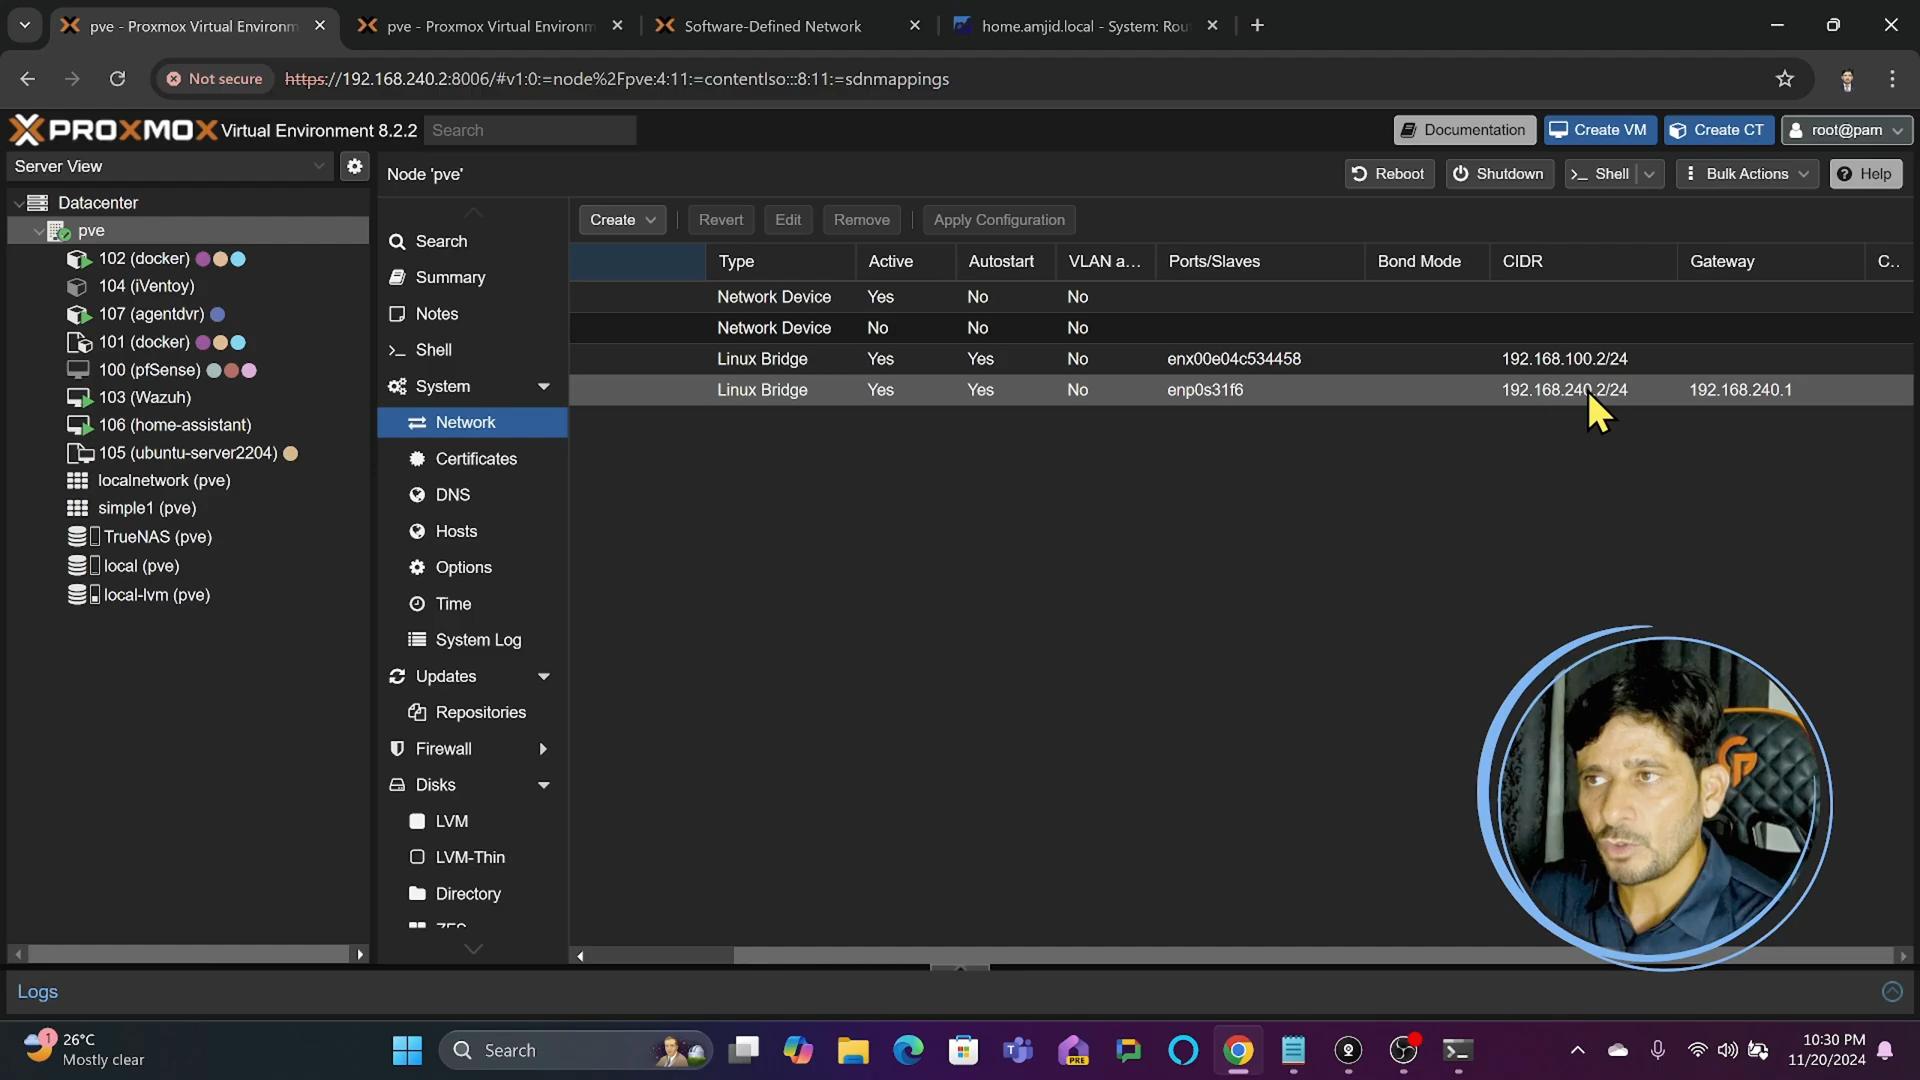 pve - Proxmox Virtual Environm
pve - Proxmox Virtual Environm
Software-Defined Network
home.amjid.local - System: Rou
Not secure
https://192.168.240.2:8006/#v1:0:=node%2Fpve:4:11:=contentIso:::8:11:=sdnmappings
PROXMOX Virtual Environment 8.2.2
Search
Documentation
Create VM
Create CT
root@pam
Server View
Node 'pve'
Reboot
Shutdown
Shell
Bulk Actions
Help
Datacenter
pve
102 (docker)
104 (iVentoy)
107 (agentdvr)
101 (docker)
100 (pfSense)
103 (Wazuh)
106 (home-assistant)
105 (ubuntu-server2204)
localnetwork (pve)
simple1 (pve)
TrueNAS (pve)
local (pve)
local-lvm (pve)
Search
Summary
Notes
Shell
System
Network
Certificates
DNS
Hosts
Options
Time
System Log
Updates
Repositories
Firewall
Disks
LVM
LVM-Thin
Directory
ZFS
Create
Revert
Edit
Remove
Apply Configuration
Type Active Autostart VLAN a... Ports/Slaves Bond Mode CIDR Gateway C..
Network Device Yes No No
Network Device No No No
Linux Bridge Yes Yes No enx00e04c534458 192.168.100.2/24
Linux Bridge Yes Yes No enp0s31f6 192.168.240.2/24 192.168.240.1
Logs
1
26°C
Mostly clear
Search
PRE
10:30 PM
11/20/2024